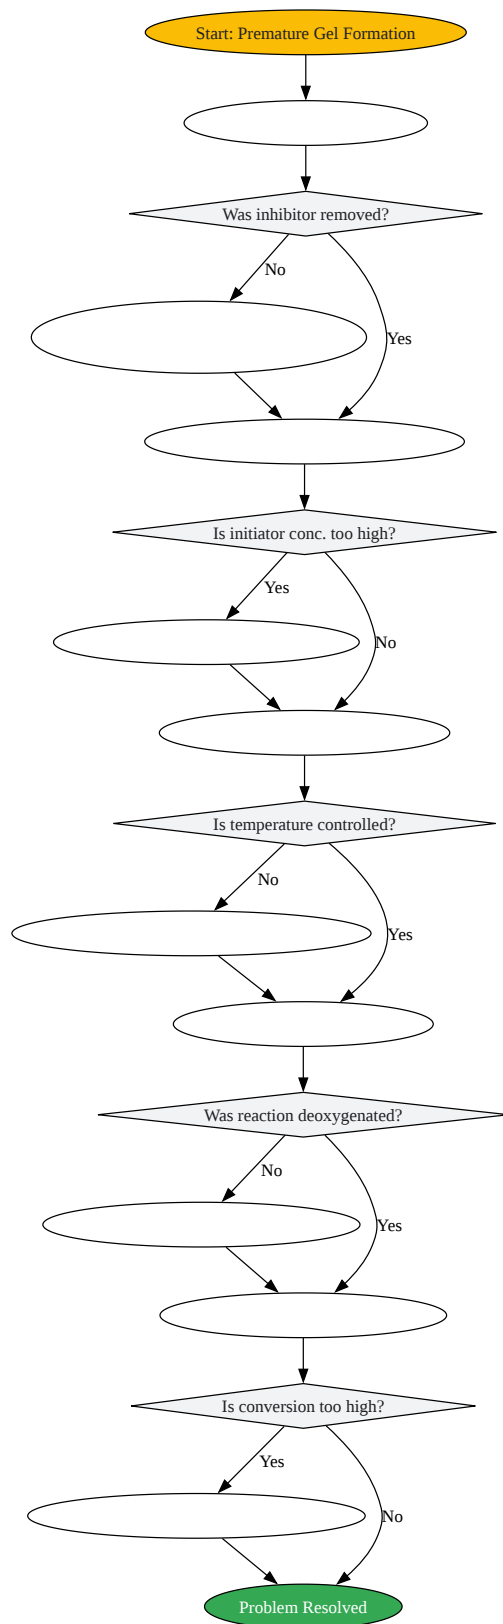 Start: Premature Gel Formation
Was inhibitor removed?
No
Yes
Is initiator conc. too high?
Yes
No
Is temperature controlled?
No
Yes
Was reaction deoxygenated?
No
Yes
Is conversion too high?
Yes
No
Problem Resolved